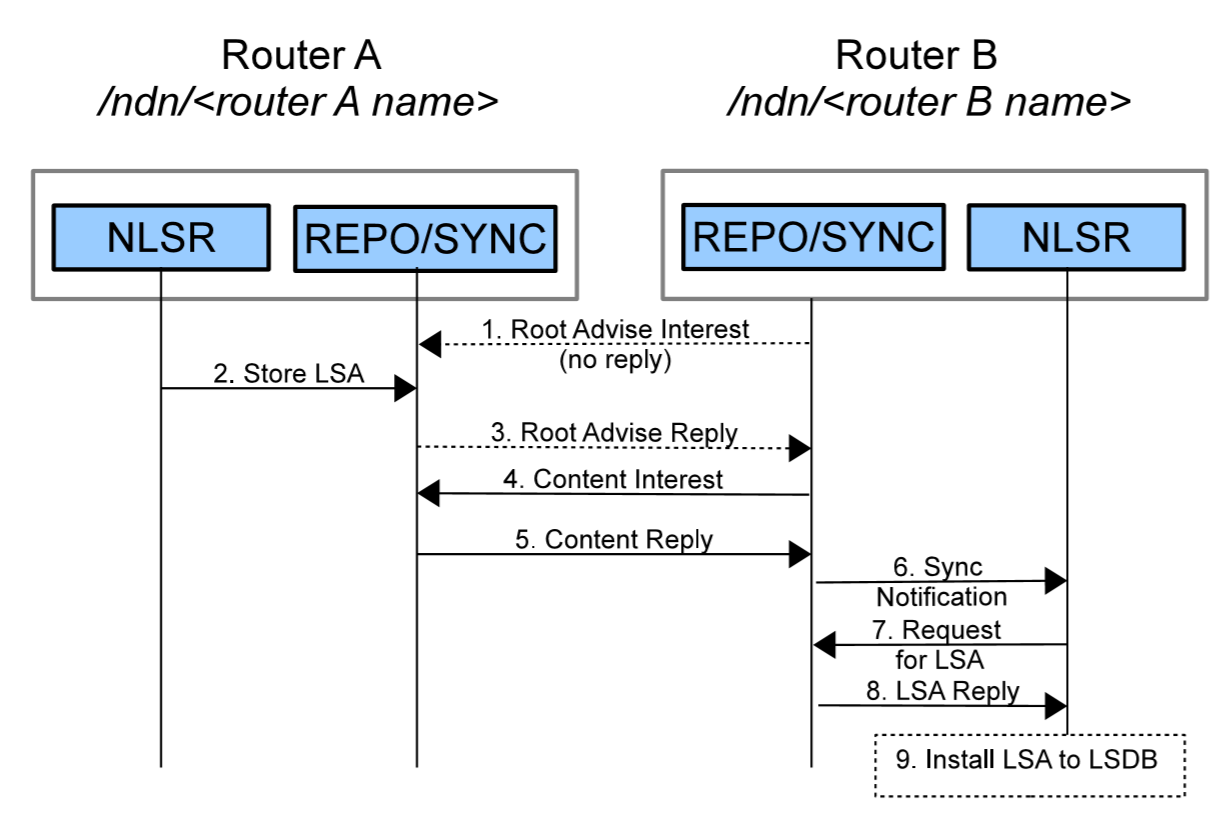 Router A
/ndn/<router A name>
Router B
/ndn/<router B name>
NLSR
REPO/SYNC
REPO/SYNC
NLSR
1. Root Advise Interest
(no reply)
2. Store LSA
3. Root Advise Reply
4. Content Interest
5. Content Reply
6. Sync
Notification
7. Request
for LSA
8. LSA Reply
9. Install LSA to LSDB